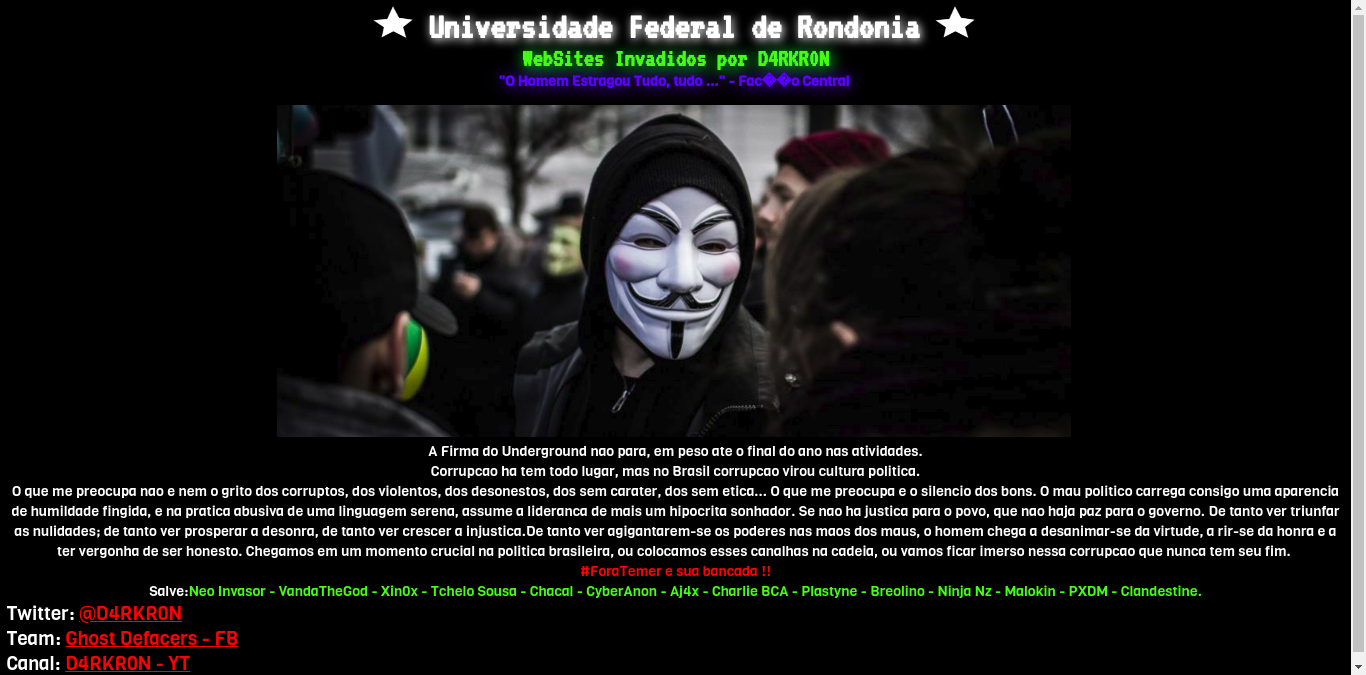 Universidade Federal de Rondonia
WebSites Invadidos por D4RKR0N
"O Homem Estragou Tudo, tudo ..." - Fac��o Central
A Firma do Underground nao para, em peso ate o final do ano nas atividades.
Corrupcao ha tem todo lugar, mas no Brasil corrupcao virou cultura politica.
O que me preocupa nao e nem o grito dos corruptos, dos violentos, dos desonestos, dos sem carater, dos sem etica... O que me preocupa e o silencio dos bons. O mau politico carrega consigo uma aparencia
de humildade fingida, e na pratica abusiva de uma linguagem serena, assume a lideranca de mais um hipocrita sonhador. Se nao ha justica para o povo, que nao haja paz para o governo. De tanto ver triunfar
as nulidades; de tanto ver prosperar a desonra, de tanto ver crescer a injustica.De tanto ver agigantarem-se os poderes nas maos dos maus, o homem chega a desanimar-se da virtude, a rir-se da honra e a
ter vergonha de ser honesto. Chegamos em um momento crucial na politica brasileira, ou colocamos esses canalhas na cadeia, ou vamos ficar imerso nessa corrupcao que nunca tem seu fim.
#ForaTemer e sua bancada !!
Salve:Neo Invasor - VandaTheGod - Xin0x - Tchelo Sousa - Chacal - CyberAnon - Aj4x - Charlie BCA - Plastyne - Breolino - Ninja Nz - Malokin - PXDM - Clandestine.
Twitter: @D4RKR0N
Team: Ghost Defacers - FB
Canal: D4RKR0N - YT